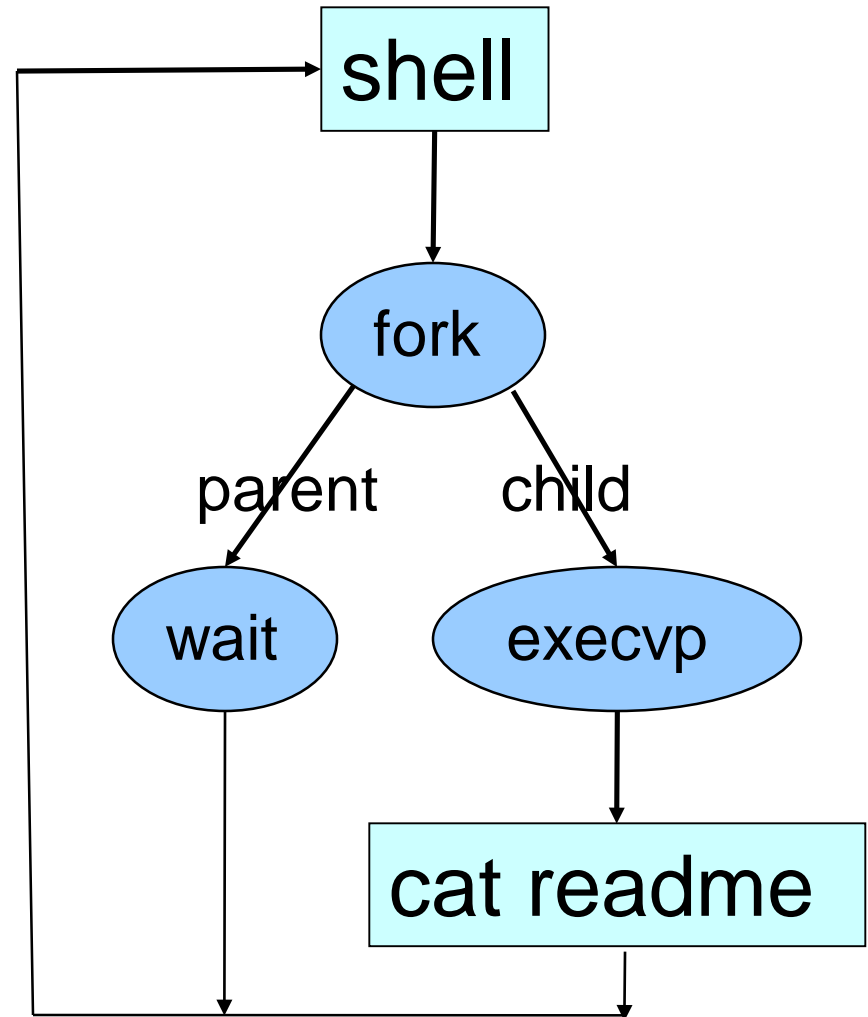 shell
fork
parent child
wait execvp
cat readme